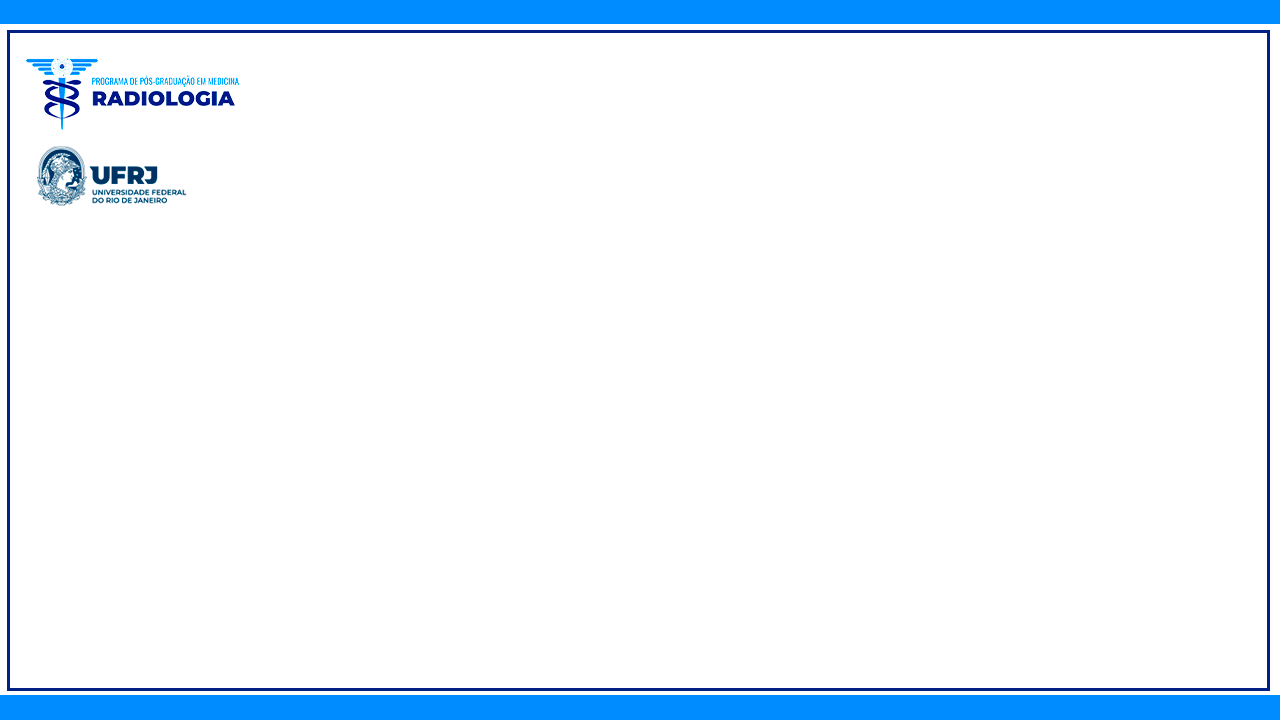 PROGRAMA DE PÓS-GRADUAÇÃO EM MEDICINA
RADIOLOGIA
UFRJ
UNIVERSIDADE FEDERAL
DO RIO DE JANEIRO